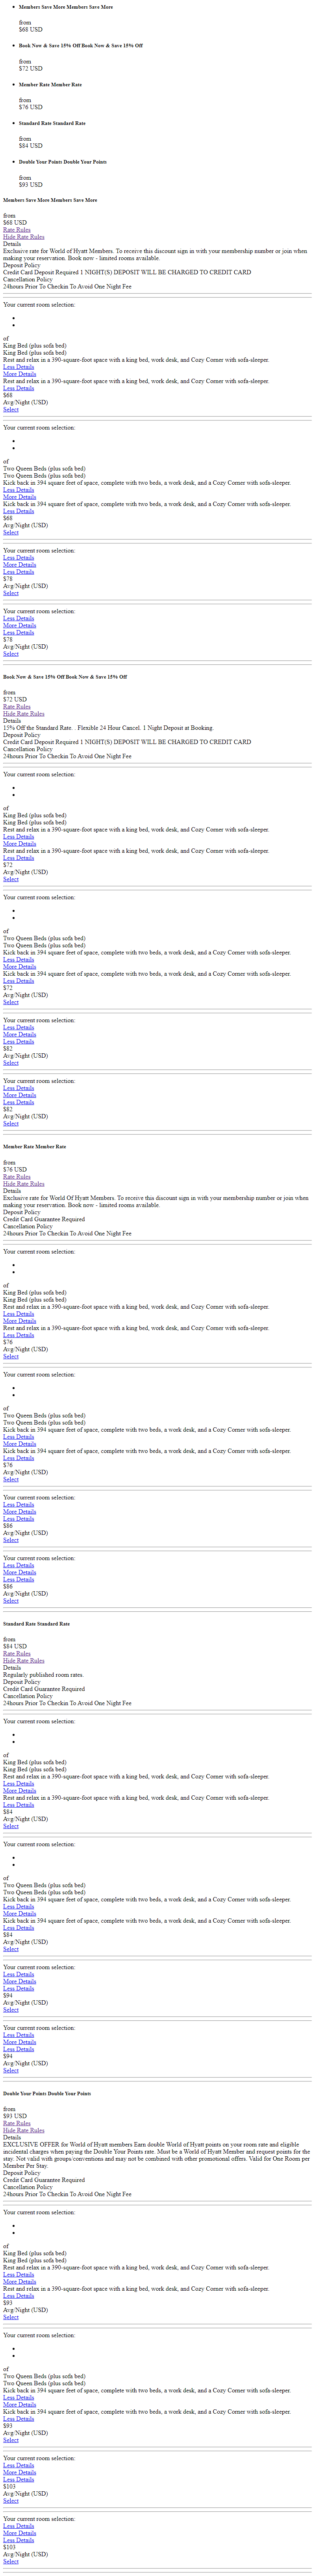 Members Save More Members Save More
from
$68 USD
Book Now & Save 15% Off Book Now & Save 15% Off
from
$72 USD
Member Rate Member Rate
from
$76 USD
Standard Rate Standard Rate
from
$84 USD
Double Your Points Double Your Points
from
$93 USD
Members Save More Members Save More
from
$68 USD
Rate Rules
Hide Rate Rules
Details
Exclusive rate for World of Hyatt Members. To receive this discount sign in with your membership number or join when
making your reservation. Book now - limited rooms available.
Deposit Policy
Credit Card Deposit Required 1 NIGHT(S) DEPOSIT WILL BE CHARGED TO CREDIT CARD
Cancellation Policy
24hours Prior To Checkin To Avoid One Night Fee
Your current room selection:
of
King Bed (plus sofa bed)
King Bed (plus sofa bed)
Rest and relax in a 390-square-foot space with a king bed, work desk, and Cozy Corner with sofa-sleeper.
Less Details
More Details
Rest and relax in a 390-square-foot space with a king bed, work desk, and Cozy Corner with sofa-sleeper.
Less Details
$68
Avg/Night (USD)
Select
Your current room selection:
of
Two Queen Beds (plus sofa bed)
Two Queen Beds (plus sofa bed)
Kick back in 394 square feet of space, complete with two beds, a work desk, and a Cozy Corner with sofa-sleeper.
Less Details
More Details
Kick back in 394 square feet of space, complete with two beds, a work desk, and a Cozy Corner with sofa-sleeper.
Less Details
$68
Avg/Night (USD)
Select
Your current room selection:
Less Details
More Details
Less Details
$78
Avg/Night (USD)
Select
Your current room selection:
Less Details
More Details
Less Details
$78
Avg/Night (USD)
Select
Book Now & Save 15% Off Book Now & Save 15% Off
from
$72 USD
Rate Rules
Hide Rate Rules
Details
15% Off the Standard Rate. . Flexible 24 Hour Cancel. 1 Night Deposit at Booking.
Deposit Policy
Credit Card Deposit Required 1 NIGHT(S) DEPOSIT WILL BE CHARGED TO CREDIT CARD
Cancellation Policy
24hours Prior To Checkin To Avoid One Night Fee
Your current room selection:
of
King Bed (plus sofa bed)
King Bed (plus sofa bed)
Rest and relax in a 390-square-foot space with a king bed, work desk, and Cozy Corner with sofa-sleeper.
Less Details
More Details
Rest and relax in a 390-square-foot space with a king bed, work desk, and Cozy Corner with sofa-sleeper.
Less Details
$72
Avg/Night (USD)
Select
Your current room selection:
of
Two Queen Beds (plus sofa bed)
Two Queen Beds (plus sofa bed)
Kick back in 394 square feet of space, complete with two beds, a work desk, and a Cozy Corner with sofa-sleeper.
Less Details
More Details
Kick back in 394 square feet of space, complete with two beds, a work desk, and a Cozy Corner with sofa-sleeper.
Less Details
$72
Avg/Night (USD)
Select
Your current room selection:
Less Details
More Details
Less Details
$82
Avg/Night (USD)
Select
Your current room selection:
Less Details
More Details
Less Details
$82
Avg/Night (USD)
Select
Member Rate Member Rate
from
$76 USD
Rate Rules
Hide Rate Rules
Details
Exclusive rate for World Of Hyatt Members. To receive this discount sign in with your membership number or join when
making your reservation. Book now - limited rooms available.
Deposit Policy
Credit Card Guarantee Required
Cancellation Policy
24hours Prior To Checkin To Avoid One Night Fee
Your current room selection:
of
King Bed (plus sofa bed)
King Bed (plus sofa bed)
Rest and relax in a 390-square-foot space with a king bed, work desk, and Cozy Corner with sofa-sleeper.
Less Details
More Details
Rest and relax in a 390-square-foot space with a king bed, work desk, and Cozy Corner with sofa-sleeper.
Less Details
$76
Avg/Night (USD)
Select
Your current room selection:
of
Two Queen Beds (plus sofa bed)
Two Queen Beds (plus sofa bed)
Kick back in 394 square feet of space, complete with two beds, a work desk, and a Cozy Corner with sofa-sleeper.
Less Details
More Details
Kick back in 394 square feet of space, complete with two beds, a work desk, and a Cozy Corner with sofa-sleeper.
Less Details
$76
Avg/Night (USD)
Select
Your current room selection:
Less Details
More Details
Less Details
$86
Avg/Night (USD)
Select
Your current room selection:
Less Details
More Details
Less Details
$86
Avg/Night (USD)
Select
Standard Rate Standard Rate
from
$84 USD
Rate Rules
Hide Rate Rules
Details
Regularly published room rates.
Deposit Policy
Credit Card Guarantee Required
Cancellation Policy
24hours Prior To Checkin To Avoid One Night Fee
Your current room selection:
of
King Bed (plus sofa bed)
King Bed (plus sofa bed)
Rest and relax in a 390-square-foot space with a king bed, work desk, and Cozy Corner with sofa-sleeper.
Less Details
More Details
Rest and relax in a 390-square-foot space with a king bed, work desk, and Cozy Corner with sofa-sleeper.
Less Details
$84
Avg/Night (USD)
Select
Your current room selection:
of
Two Queen Beds (plus sofa bed)
Two Queen Beds (plus sofa bed)
Kick back in 394 square feet of space, complete with two beds, a work desk, and a Cozy Corner with sofa-sleeper.
Less Details
More Details
Kick back in 394 square feet of space, complete with two beds, a work desk, and a Cozy Corner with sofa-sleeper.
Less Details
$84
Avg/Night (USD)
Select
Your current room selection:
Less Details
More Details
Less Details
$94
Avg/Night (USD)
Select
Your current room selection:
Less Details
More Details
Less Details
$94
Avg/Night (USD)
Select
Double Your Points Double Your Points
from
$93 USD
Rate Rules
Hide Rate Rules
Details
EXCLUSIVE OFFER for World of Hyatt members Earn double World of Hyatt points on your room rate and eligible
incidental charges when paying the Double Your Points rate. Must be a World of Hyatt Member and request points for the
stay. Not valid with groups/conventions and may not be combined with other promotional offers. Valid for One Room per
Member Per Stay.
Deposit Policy
Credit Card Guarantee Required
Cancellation Policy
24hours Prior To Checkin To Avoid One Night Fee
Your current room selection:
of
King Bed (plus sofa bed)
King Bed (plus sofa bed)
Rest and relax in a 390-square-foot space with a king bed, work desk, and Cozy Corner with sofa-sleeper.
Less Details
More Details
Rest and relax in a 390-square-foot space with a king bed, work desk, and Cozy Corner with sofa-sleeper.
Less Details
$93
Avg/Night (USD)
Select
Your current room selection:
of
Two Queen Beds (plus sofa bed)
Two Queen Beds (plus sofa bed)
Kick back in 394 square feet of space, complete with two beds, a work desk, and a Cozy Corner with sofa-sleeper.
Less Details
More Details
Kick back in 394 square feet of space, complete with two beds, a work desk, and a Cozy Corner with sofa-sleeper.
Less Details
$93
Avg/Night (USD)
Select
Your current room selection:
Less Details
More Details
Less Details
$103
Avg/Night (USD)
Select
Your current room selection:
Less Details
More Details
Less Details
$103
Avg/Night (USD)
Select